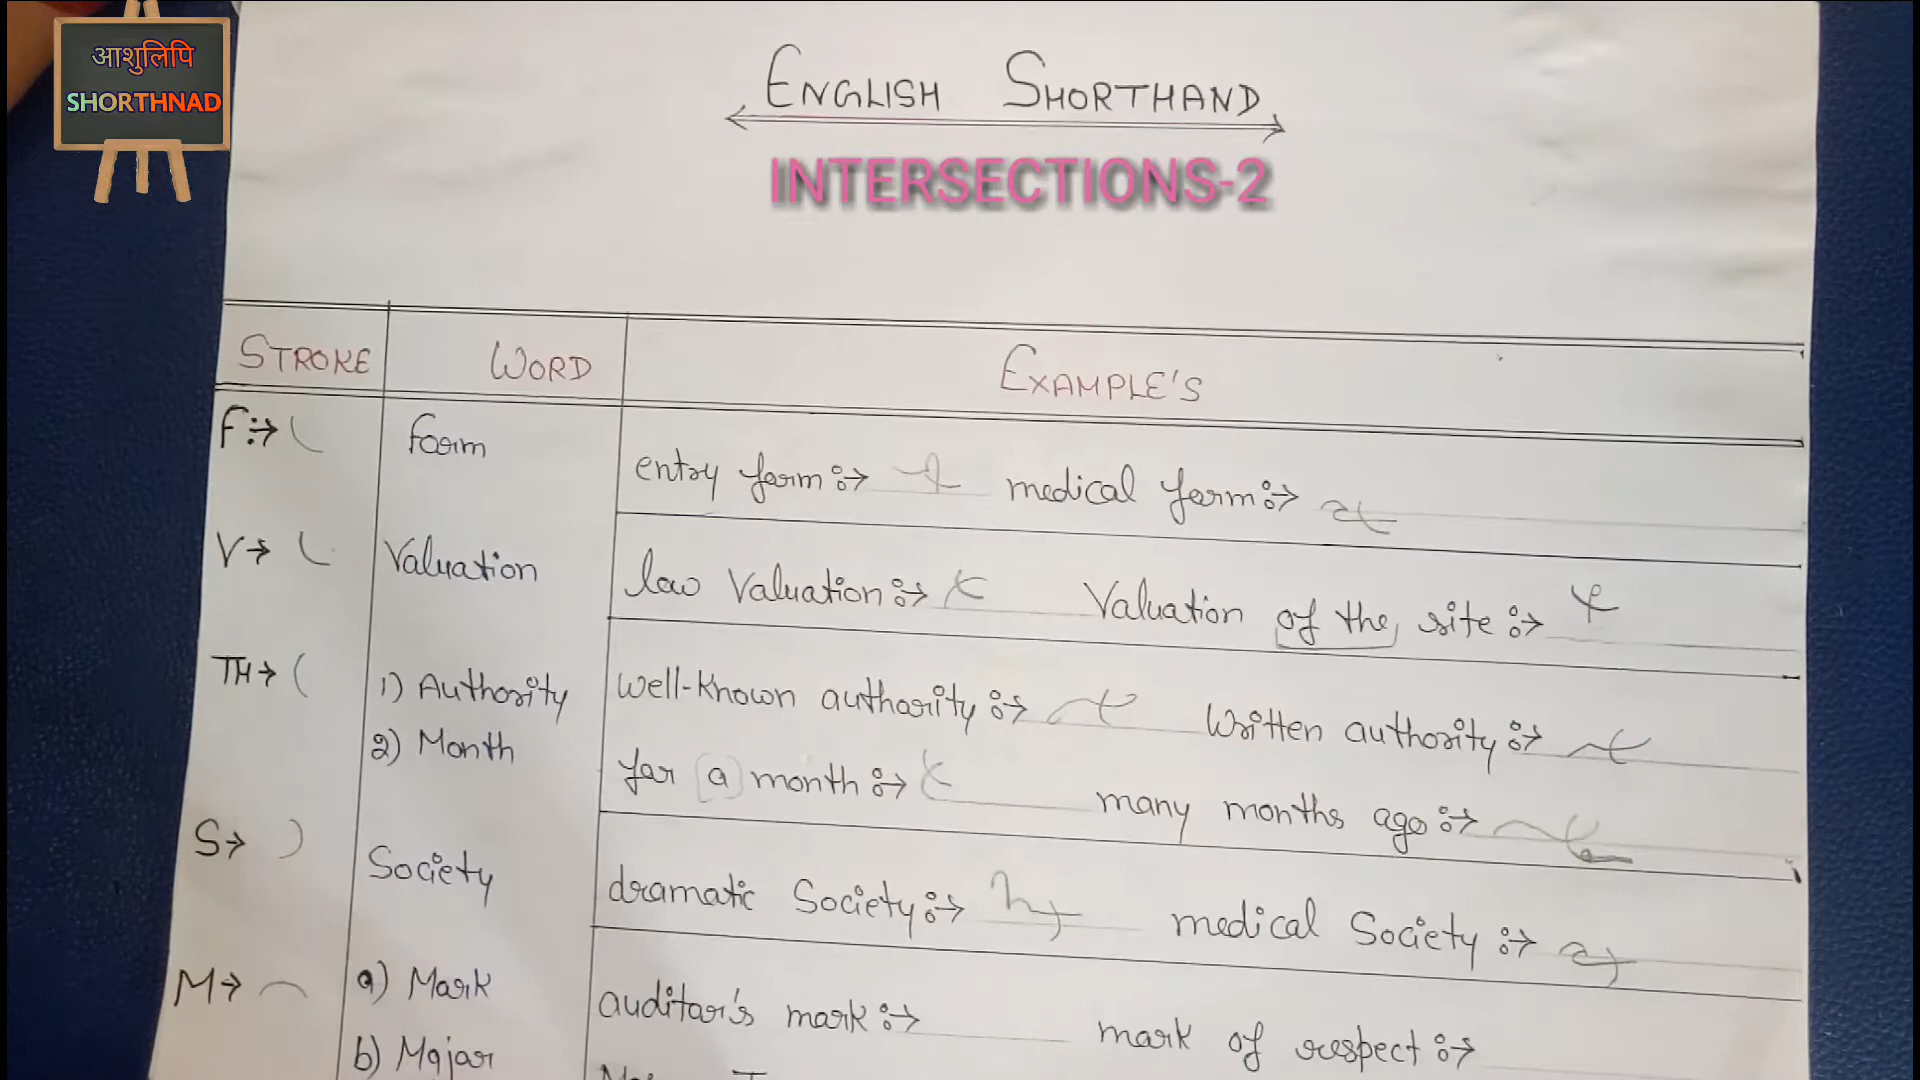 आशुलिपि
SHORTHNAD
ENGLISH SHORTHAND
INTERSECTIONS-2
STROKE WORD EXAMPLE'S
F:→ form entry form:→ medical form:→
V→ Valuation law Valuation:→ Valuation of the, site:→
TH→ 1) Authority well-known authority:→ Written authority:→
2) Month for (a) month:→ many months ago:→
S→ Society dramatic Society:→ medical Society:→
M→ a) Mark auditor's mark:→ mark of respect:→
b) Major